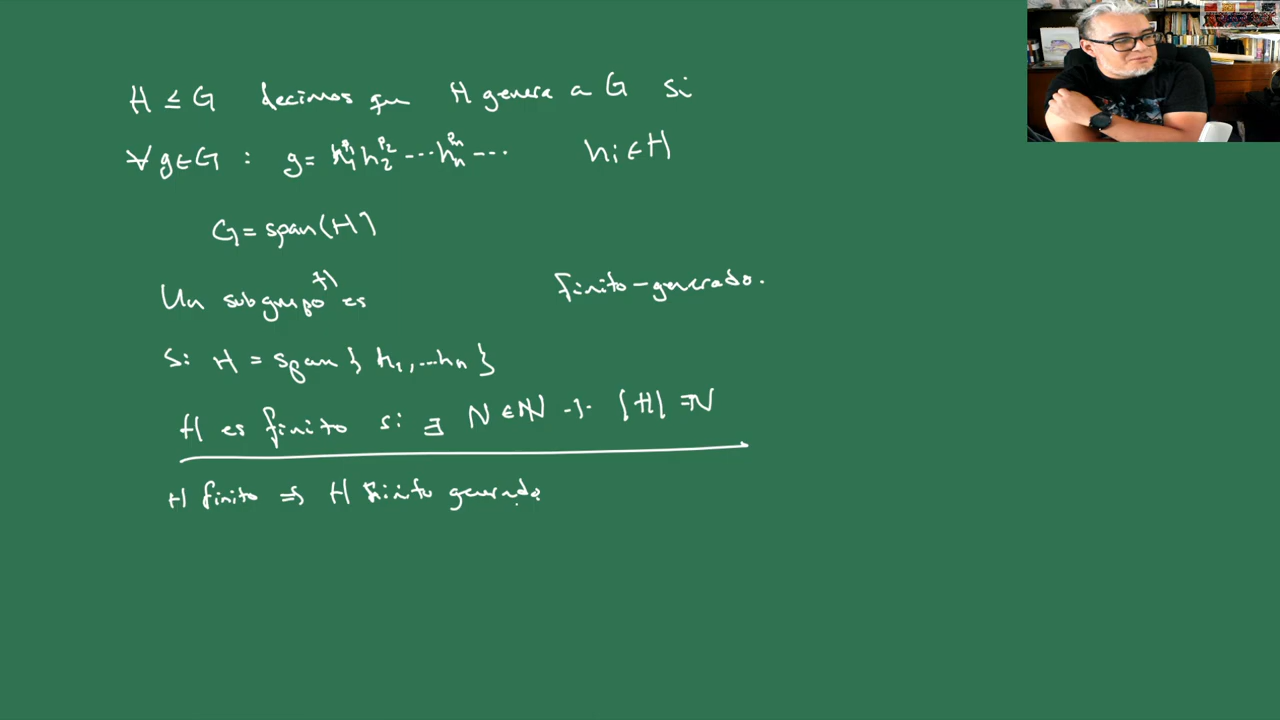 H ≤ G decimos que H genera a G si
∀ g ∈ G : g = h₁^{p₁} h₂^{p₂} ⋯ hₙ^{pₙ} ⋯ hᵢ ∈ H
G = span(H)
Un subgrupo H es finito-generado.
Si H = span { h₁, … hₙ }
H es finito si ∃ N ∈ ℕ ·)· |H| = N
H finito ⇒ H finito generado